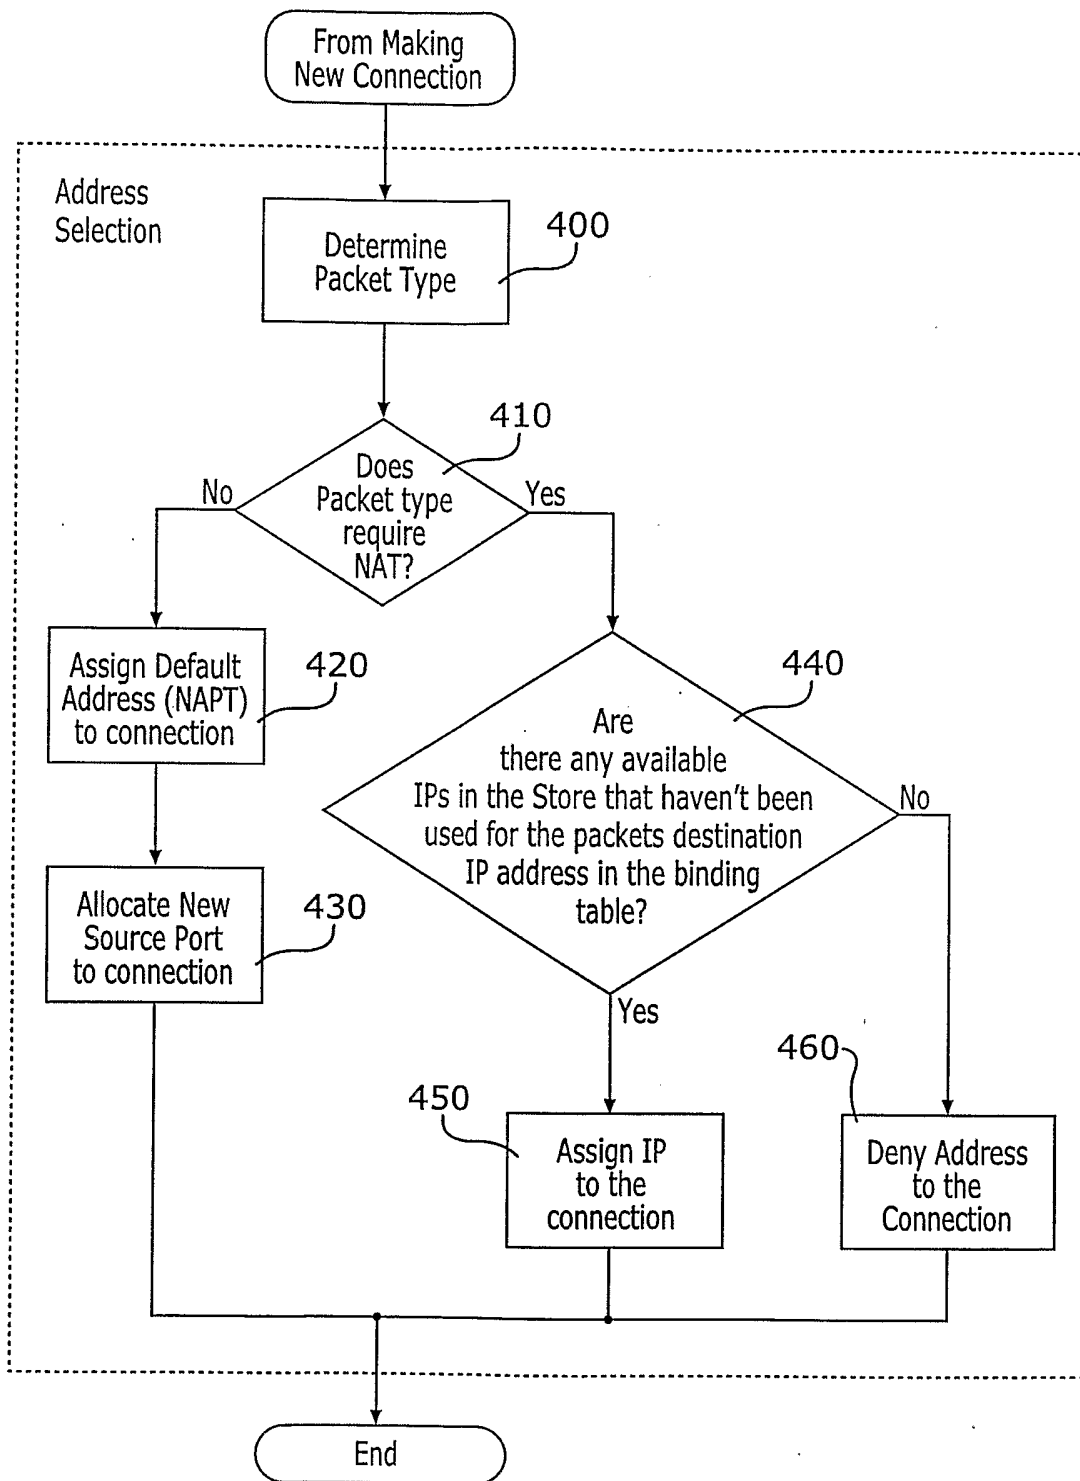 From Making
New Connection
Address
Selection
Determine
Packet Type
400
Does
Packet type
require
NAT?
410
No
Yes
Assign Default
Address (NAPT)
to connection
420
Are
there any available
IPs in the Store that haven't been
used for the packets destination
IP address in the binding
table?
440
No
Allocate New
Source Port
to connection
430
Yes
Assign IP
to the
connection
450
Deny Address
to the
Connection
460
End